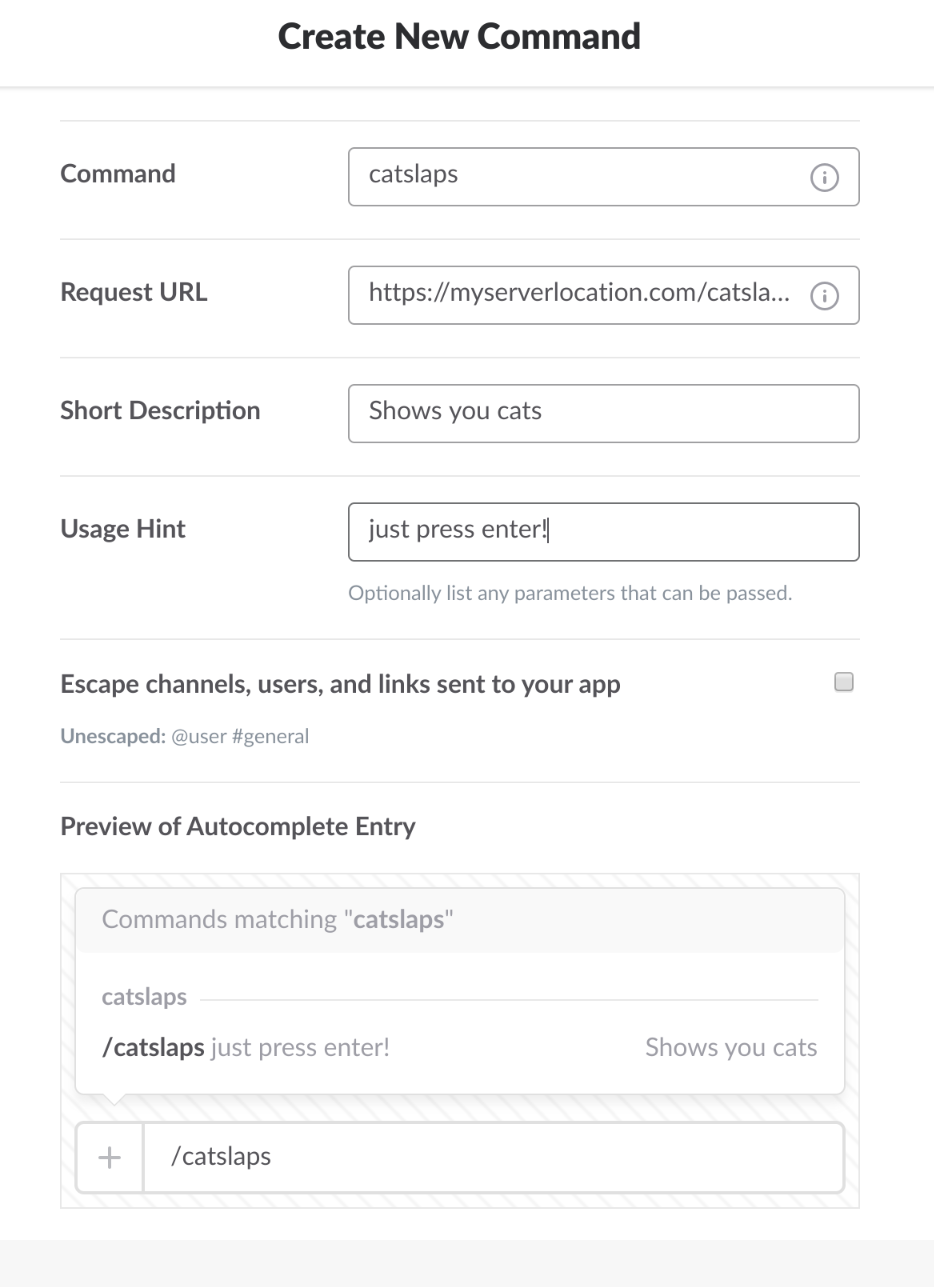 Create New Command
Command
catslaps
Request URL
https://myserverlocation.com/catsla...
Short Description
Shows you cats
Usage Hint
just press enter!
Optionally list any parameters that can be passed.
Escape channels, users, and links sent to your app
Unescaped: @user #general
Preview of Autocomplete Entry
Commands matching "catslaps"
catslaps
/catslaps just press enter! Shows you cats
/catslaps